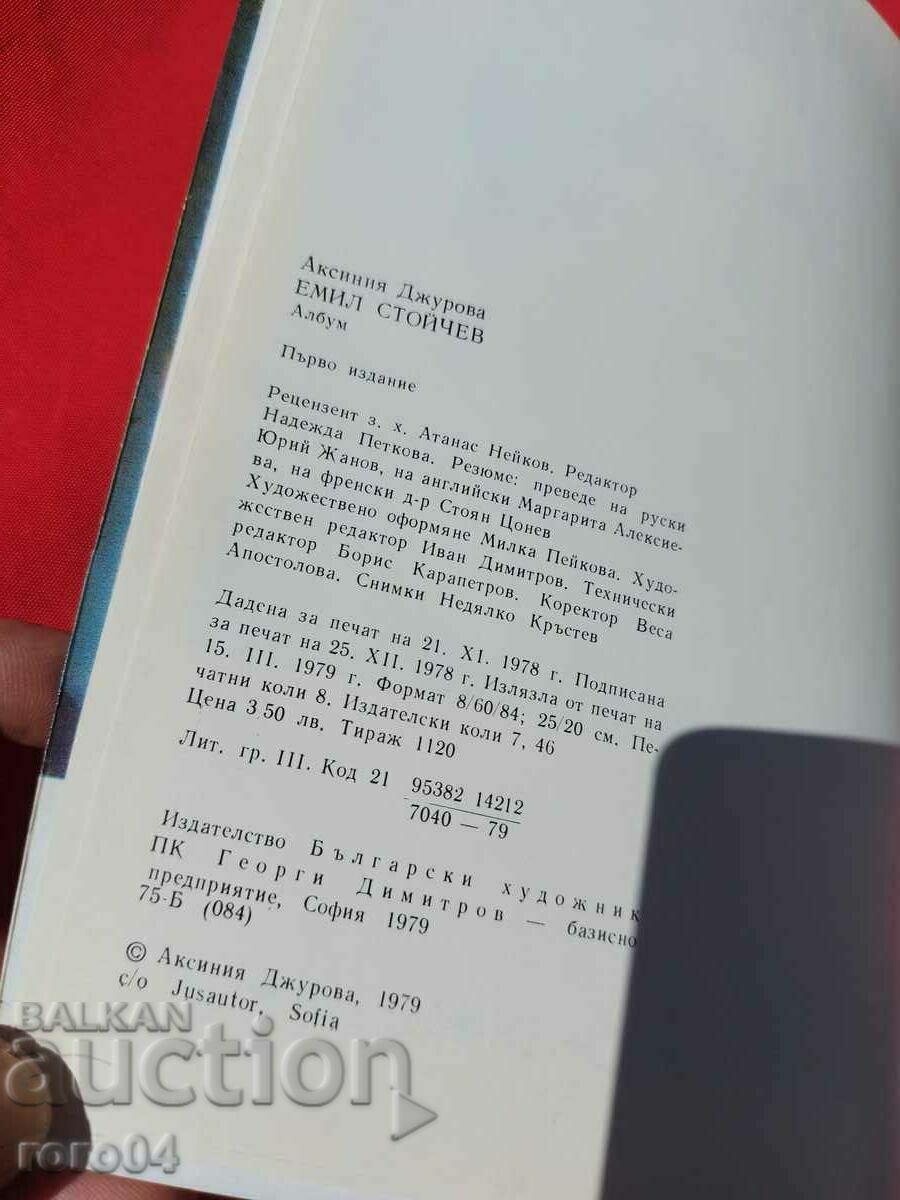 Аксиния Джурова
ЕМИЛ СТОЙЧЕВ
Албум
Първо издание
Рецензент з. х. Атанас Нейков. Редактор
Надежда Петкова. Резюме: преведе на руски
Юрий Жанов, на английски Маргарита Алексие-
ва, на френски д-р Стоян Цонев
Художествено оформяне Милка Пейкова. Худо-
жествен редактор Иван Димитров. Технически
редактор Борис Карапетров. Коректор Веса
Апостолова. Снимки Недялко Кръстев
Дадена за печат на 21. XI. 1978 г. Подписана
за печат на 25. XII. 1978 г. Излязла от печат на
15. III. 1979 г. Формат 8/60/84; 25/20 см. Пе-
чатни коли 8. Издателски коли 7, 46
Цена 3,50 лв. Тираж 1120
Лит. гр. III. Код 21 95382 14212
7040 — 79
Издателство Български художник
ПК Георги Димитров — базисно
предприятие, София 1979
75-Б (084)
© Аксиния Джурова, 1979
c/o Jusautor, Sofia
BALKAN
auction
roro04